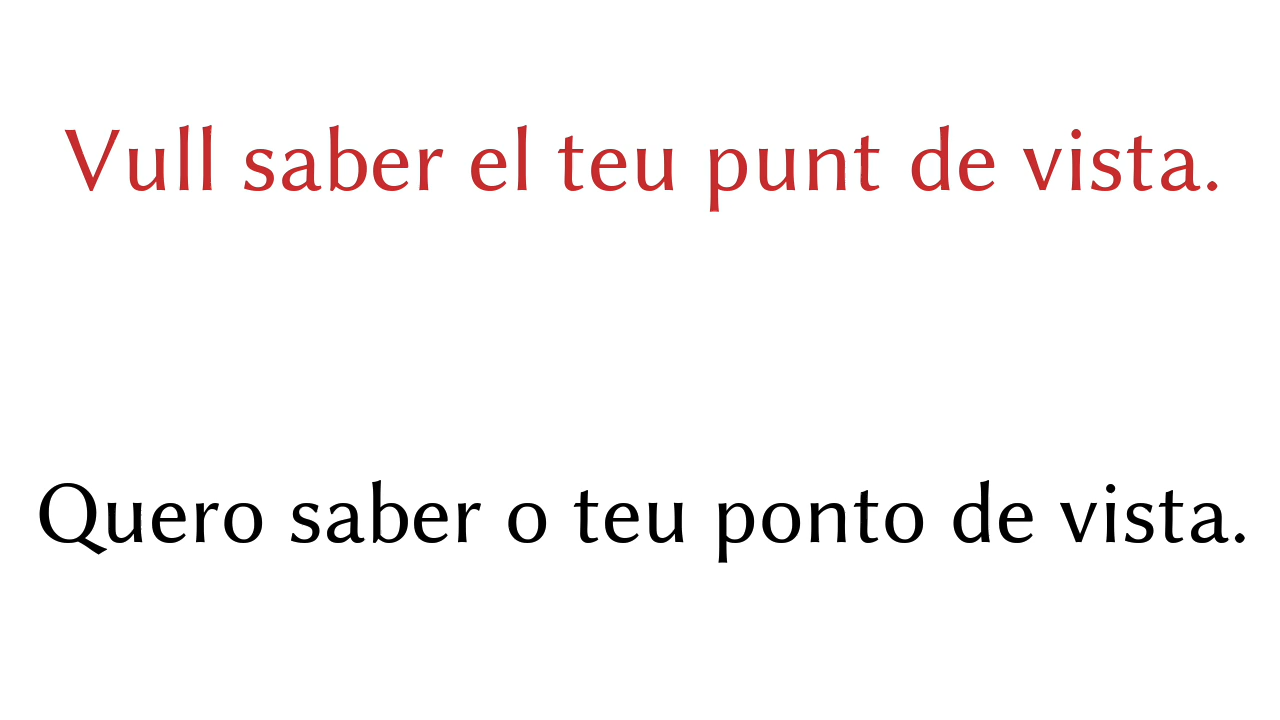 Vull saber el teu punt de vista.
Quero saber o teu ponto de vista.